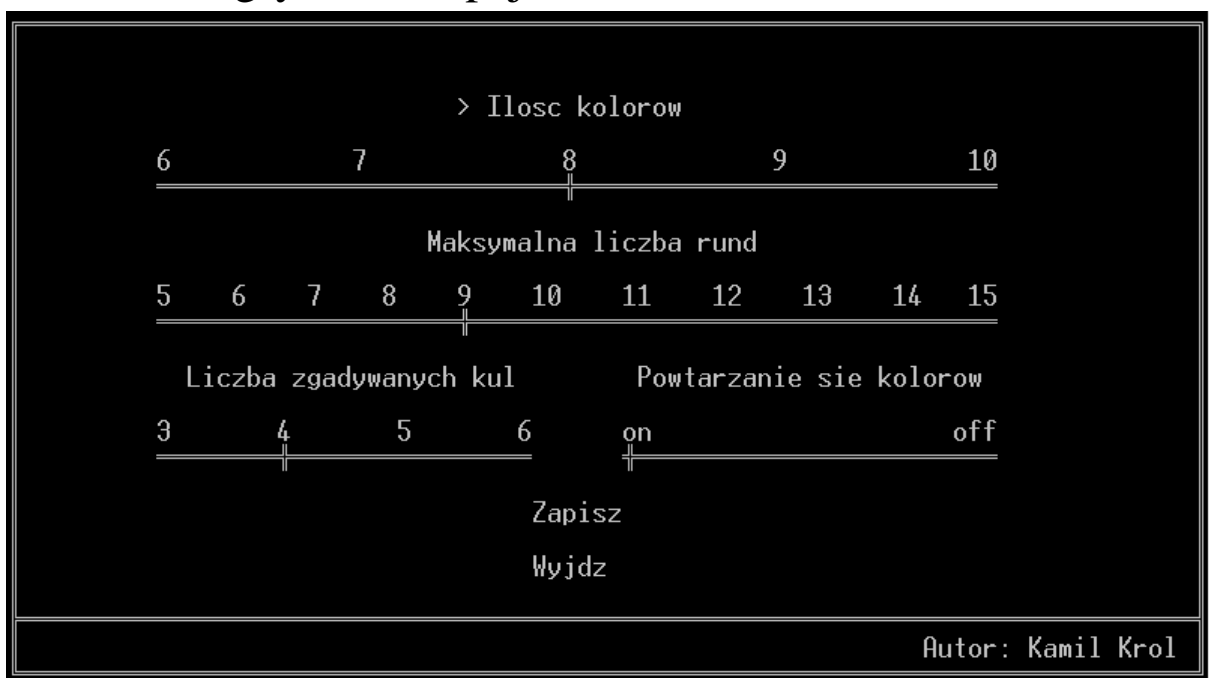 > Ilosc kolorow
6 7 8 9 10
Maksymalna liczba rund
5 6 7 8 9 10 11 12 13 14 15
Liczba zgadywanych kul Powtarzanie sie kolorow
3 4 5 6 on off
Zapisz
Wyjdz
Autor: Kamil Krol